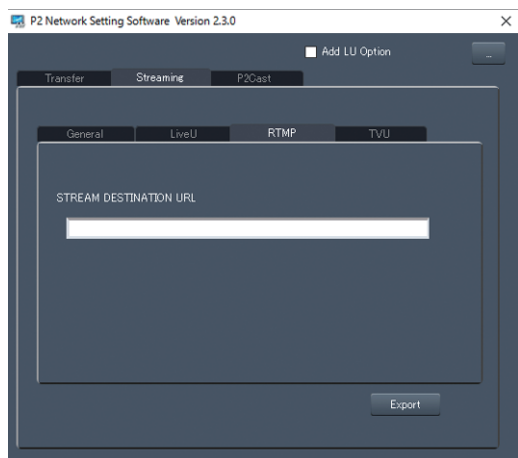 P2 Network Setting Software Version 2.3.0
Add LU Option
...
Transfer Streaming P2Cast
General LiveU RTMP TVU
STREAM DESTINATION URL
Export